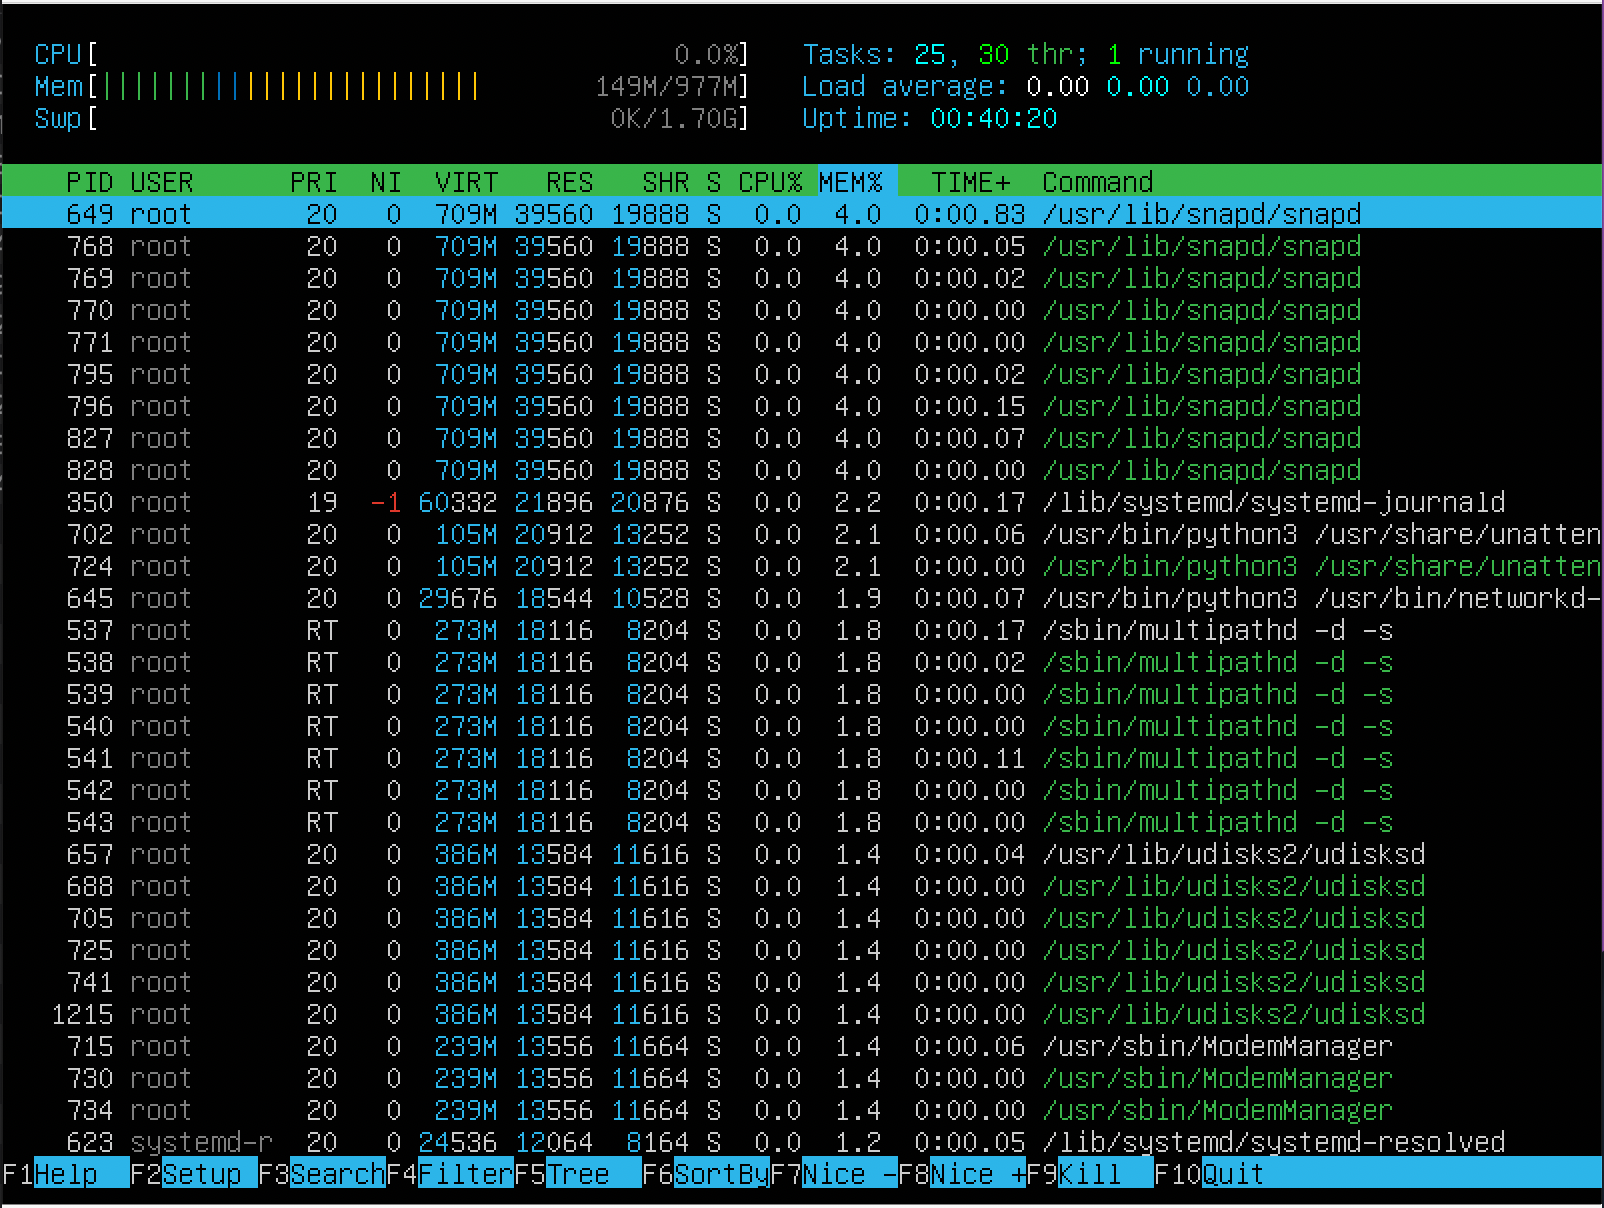 CPU[ 0.0%] Tasks: 25, 30 thr; 1 running
Mem[|||||||||||||||||||||||| 149M/977M] Load average: 0.00 0.00 0.00
Swp[ 0K/1.70G] Uptime: 00:40:20
PID USER PRI NI VIRT RES SHR S CPU% MEM% TIME+ Command
649 root 20 0 709M 39560 19888 S 0.0 4.0 0:00.83 /usr/lib/snapd/snapd
768 root 20 0 709M 39560 19888 S 0.0 4.0 0:00.05 /usr/lib/snapd/snapd
769 root 20 0 709M 39560 19888 S 0.0 4.0 0:00.02 /usr/lib/snapd/snapd
770 root 20 0 709M 39560 19888 S 0.0 4.0 0:00.00 /usr/lib/snapd/snapd
771 root 20 0 709M 39560 19888 S 0.0 4.0 0:00.00 /usr/lib/snapd/snapd
795 root 20 0 709M 39560 19888 S 0.0 4.0 0:00.02 /usr/lib/snapd/snapd
796 root 20 0 709M 39560 19888 S 0.0 4.0 0:00.15 /usr/lib/snapd/snapd
827 root 20 0 709M 39560 19888 S 0.0 4.0 0:00.07 /usr/lib/snapd/snapd
828 root 20 0 709M 39560 19888 S 0.0 4.0 0:00.00 /usr/lib/snapd/snapd
350 root 19 -1 60332 21896 20876 S 0.0 2.2 0:00.17 /lib/systemd/systemd-journald
702 root 20 0 105M 20912 13252 S 0.0 2.1 0:00.06 /usr/bin/python3 /usr/share/unatten
724 root 20 0 105M 20912 13252 S 0.0 2.1 0:00.00 /usr/bin/python3 /usr/share/unatten
645 root 20 0 29676 18544 10528 S 0.0 1.9 0:00.07 /usr/bin/python3 /usr/bin/networkd-
537 root RT 0 273M 18116 8204 S 0.0 1.8 0:00.17 /sbin/multipathd -d -s
538 root RT 0 273M 18116 8204 S 0.0 1.8 0:00.02 /sbin/multipathd -d -s
539 root RT 0 273M 18116 8204 S 0.0 1.8 0:00.00 /sbin/multipathd -d -s
540 root RT 0 273M 18116 8204 S 0.0 1.8 0:00.00 /sbin/multipathd -d -s
541 root RT 0 273M 18116 8204 S 0.0 1.8 0:00.11 /sbin/multipathd -d -s
542 root RT 0 273M 18116 8204 S 0.0 1.8 0:00.00 /sbin/multipathd -d -s
543 root RT 0 273M 18116 8204 S 0.0 1.8 0:00.00 /sbin/multipathd -d -s
657 root 20 0 386M 13584 11616 S 0.0 1.4 0:00.04 /usr/lib/udisks2/udisksd
688 root 20 0 386M 13584 11616 S 0.0 1.4 0:00.00 /usr/lib/udisks2/udisksd
705 root 20 0 386M 13584 11616 S 0.0 1.4 0:00.00 /usr/lib/udisks2/udisksd
725 root 20 0 386M 13584 11616 S 0.0 1.4 0:00.00 /usr/lib/udisks2/udisksd
741 root 20 0 386M 13584 11616 S 0.0 1.4 0:00.00 /usr/lib/udisks2/udisksd
1215 root 20 0 386M 13584 11616 S 0.0 1.4 0:00.00 /usr/lib/udisks2/udisksd
715 root 20 0 239M 13556 11664 S 0.0 1.4 0:00.06 /usr/sbin/ModemManager
730 root 20 0 239M 13556 11664 S 0.0 1.4 0:00.00 /usr/sbin/ModemManager
734 root 20 0 239M 13556 11664 S 0.0 1.4 0:00.00 /usr/sbin/ModemManager
623 systemd-r 20 0 24536 12064 8164 S 0.0 1.2 0:00.05 /lib/systemd/systemd-resolved
F1Help F2Setup F3SearchF4FilterF5Tree F6SortByF7Nice -F8Nice +F9Kill F10Quit